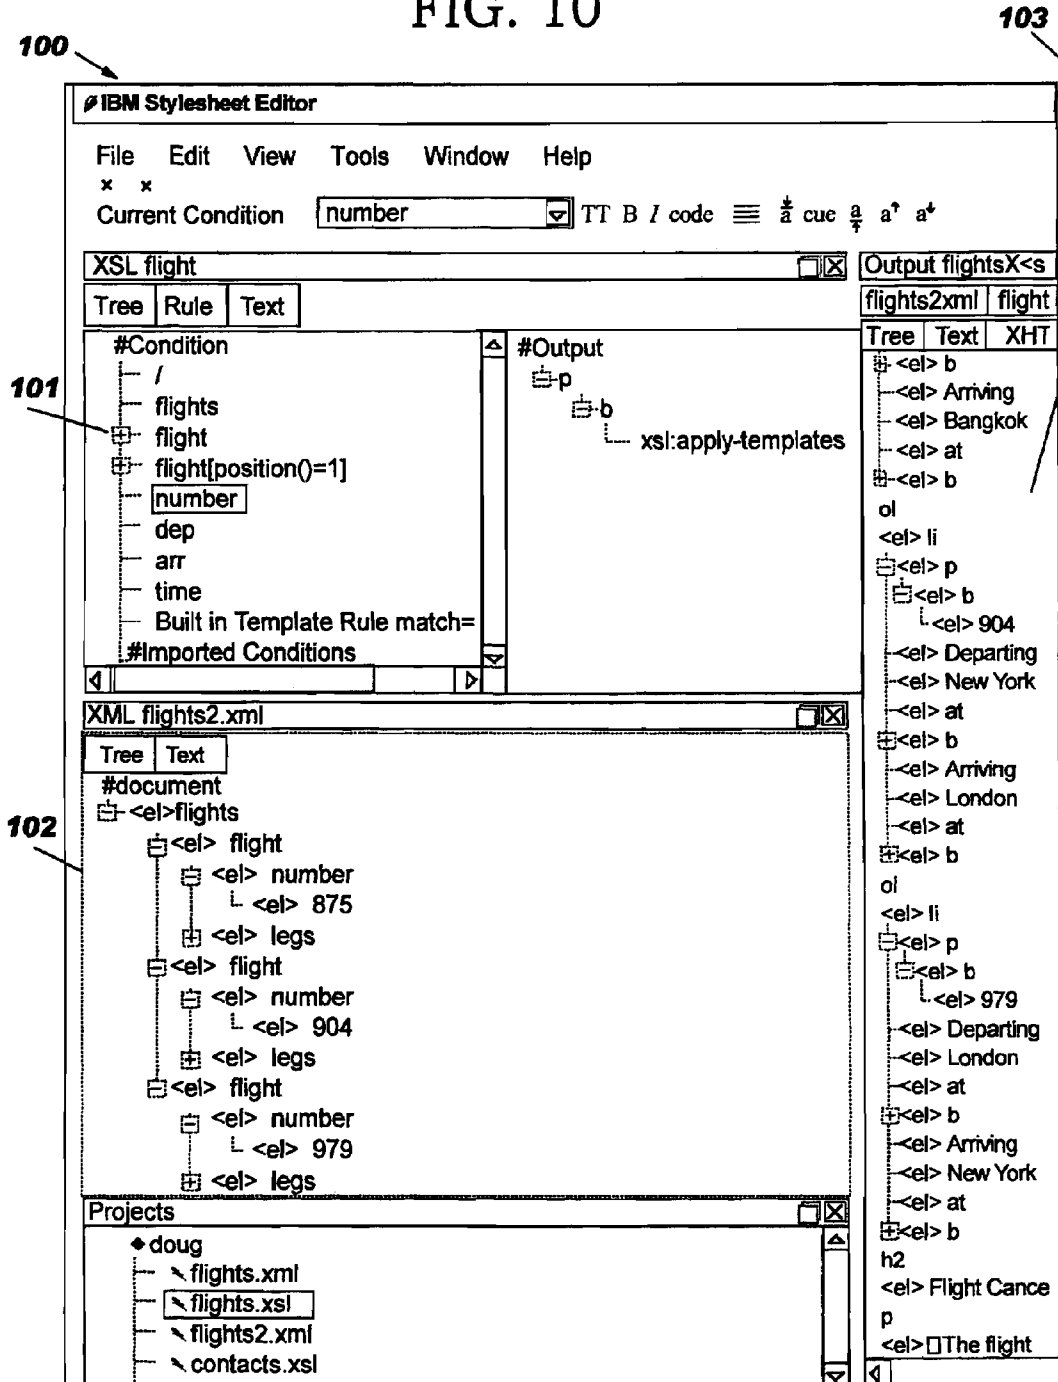 FIG. 10
103
100
IBM Stylesheet Editor
File Edit View Tools Window Help
Current Condition number TT B I code a cue a a a
XSL flight
Tree Rule Text
#Condition
/
flights
101
flight
flight[position()=1]
number
dep
arr
time
Built in Template Rule match=
#Imported Conditions
#Output
p
b
xsl:apply-templates
XML flights2.xml
Tree Text
#document
<el>flights
102
<el> flight
<el> number
<el> 875
<el> legs
<el> flight
<el> number
<el> 904
<el> legs
<el> flight
<el> number
<el> 979
<el> legs
Projects
doug
flights.xml
flights.xsl
flights2.xml
contacts.xsl
Output flightsX<s
flights2xml flight
Tree Text XHT
<el> b
<el> Arriving
<el> Bangkok
<el> at
<el> b
ol
<el> li
<el> p
<el> b
<el> 904
<el> Departing
<el> New York
<el> at
<el> b
<el> Arriving
<el> London
<el> at
<el> b
ol
<el> li
<el> p
<el> b
<el> 979
<el> Departing
<el> London
<el> at
<el> b
<el> Arriving
<el> New York
<el> at
<el> b
h2
<el> Flight Cance
p
<el> The flight